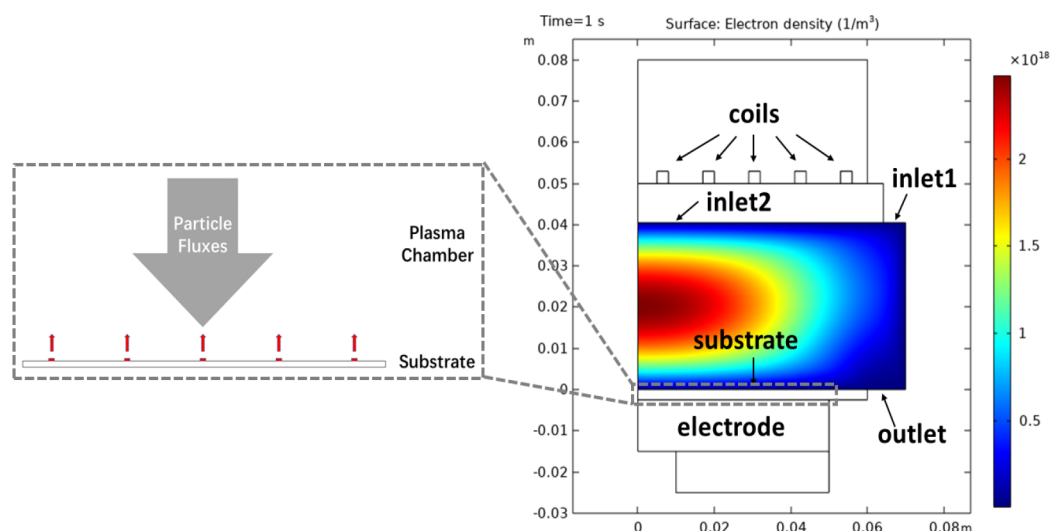 Time=1 s
Surface: Electron density (1/m³)
m
×10¹⁸
0.08
0.07
0.06
0.05
0.04
0.03
0.02
0.01
0
-0.01
-0.02
-0.03
0
0.02
0.04
0.06
0.08m
2
1.5
1
0.5
coils
inlet1
inlet2
substrate
electrode
outlet
Particle
Fluxes
Plasma
Chamber
Substrate